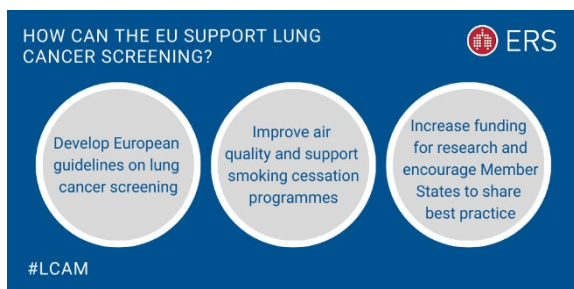 HOW CAN THE EU SUPPORT LUNG
CANCER SCREENING?
ERS
Develop European
guidelines on lung
cancer screening
Improve air
quality and support
smoking cessation
programmes
Increase funding
for research and
encourage Member
States to share
best practice
#LCAM